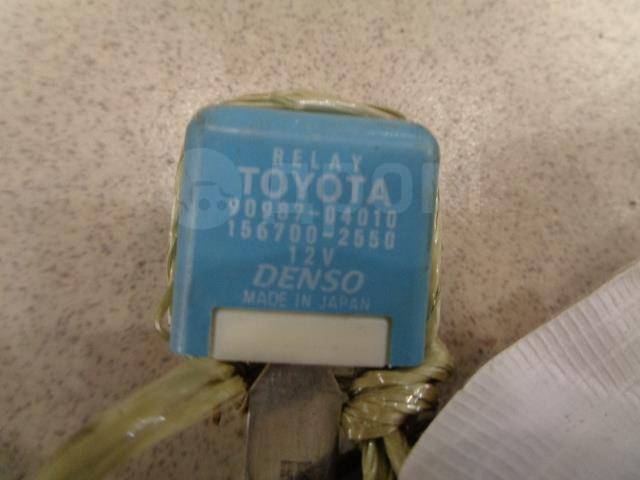 RELAY
TOYOTA
90987-04010
156700-2550
12V
DENSO
MADE IN JAPAN